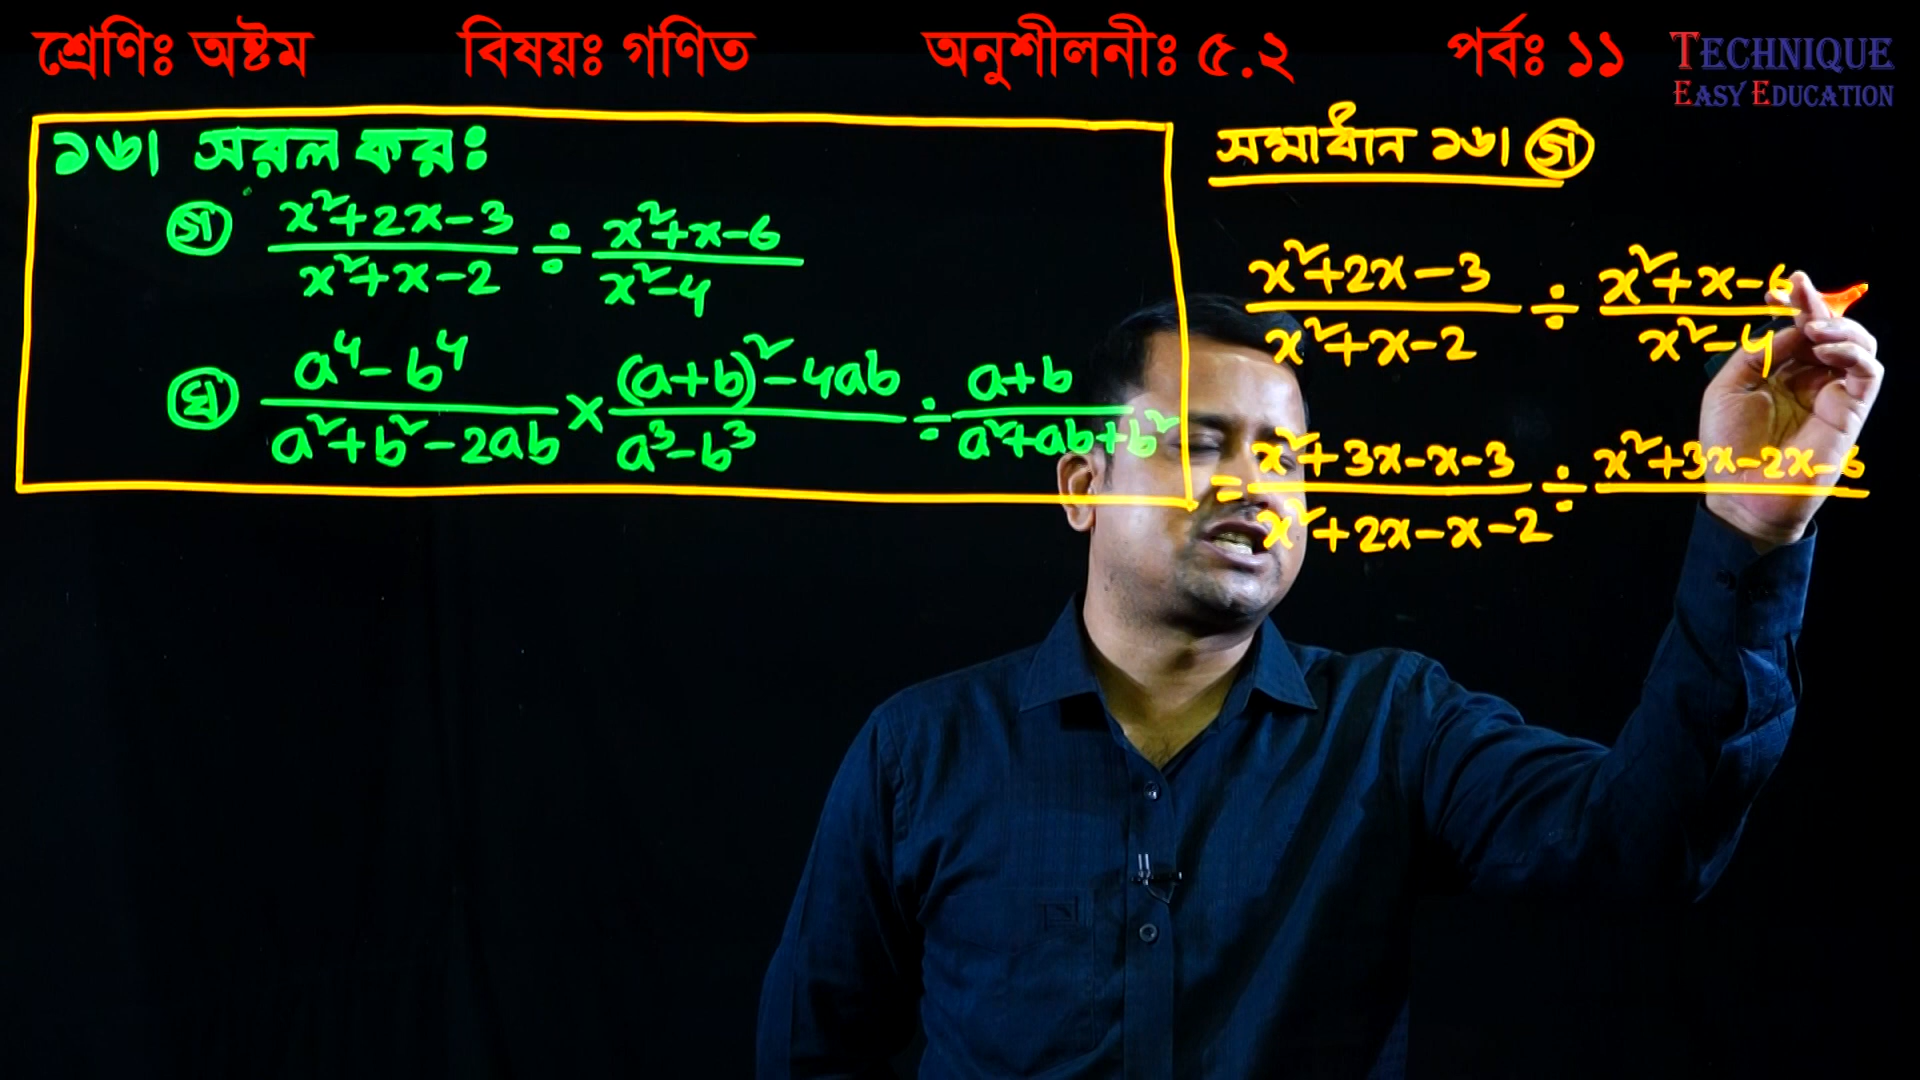 শ্রেণিঃ অষ্টম বিষয়ঃ গণিত অনুশীলনীঃ ৫.২ পর্বঃ ১১ TECHNIQUE
EASY EDUCATION
১৬। সরল করঃ
(গ) (x²+2x-3)/(x²+x-2) ÷ (x²+x-6)/(x²-4)
(ঘ) (a⁴-b⁴)/(a²+b²-2ab) × ((a+b)²-4ab)/(a³-b³) ÷ (a+b)/(a²+ab+b²)
সমাধান ১৬। (গ)
(x²+2x-3)/(x²+x-2) ÷ (x²+x-6)/(x²-4)
= (x²+3x-x-3)/(x²+2x-x-2) ÷ x²+3x-2x-6